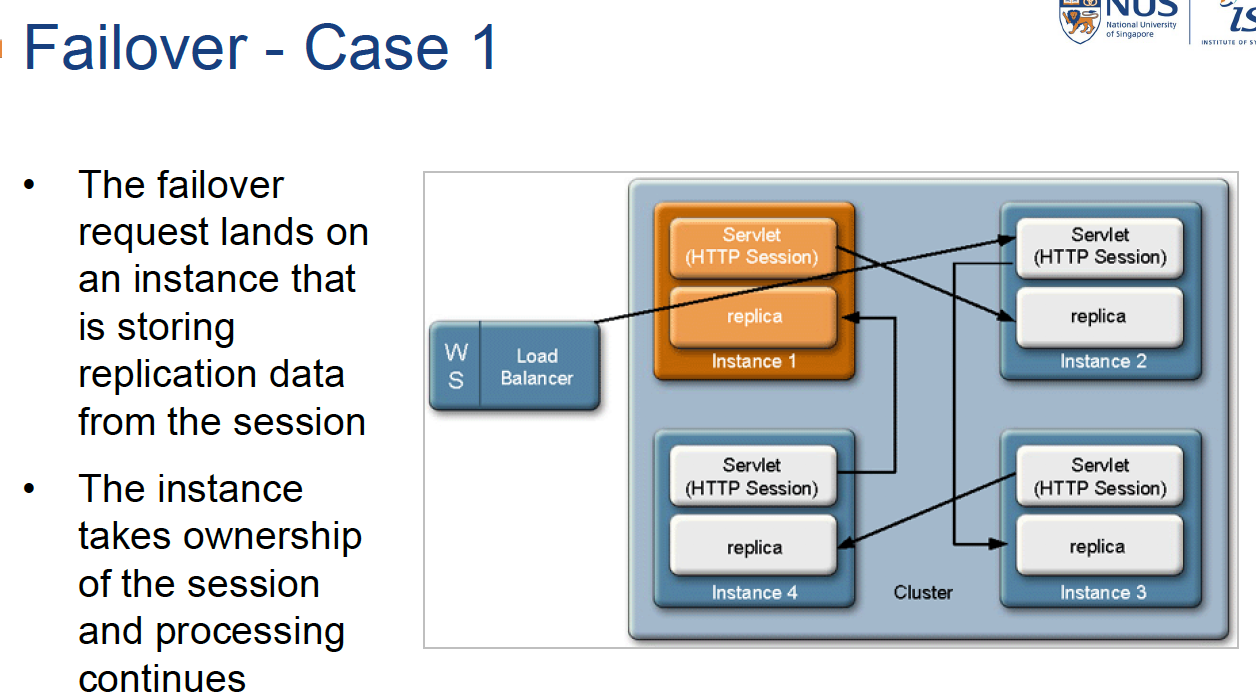 Failover - Case 1
NUS
National University
of Singapore
• The failover
request lands on
an instance that
is storing
replication data
from the session
• The instance
takes ownership
of the session
and processing
continues
W
S
Load
Balancer
Servlet
(HTTP Session)
replica
Instance 1
Servlet
(HTTP Session)
replica
Instance 2
Servlet
(HTTP Session)
replica
Instance 4
Cluster
Servlet
(HTTP Session)
replica
Instance 3